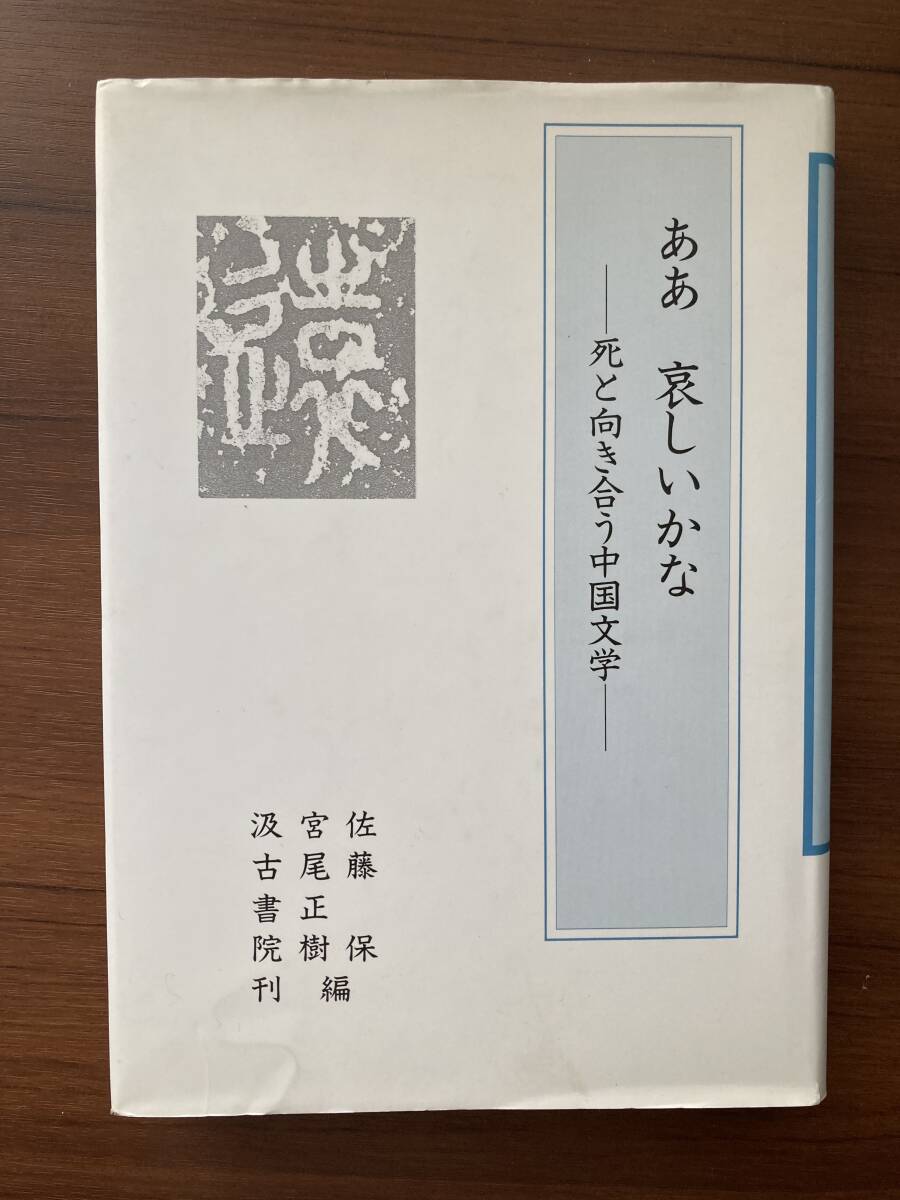 ああ　哀しいかな
――死と向き合う中国文学――
佐藤　保
宮尾正樹
編
汲古書院刊